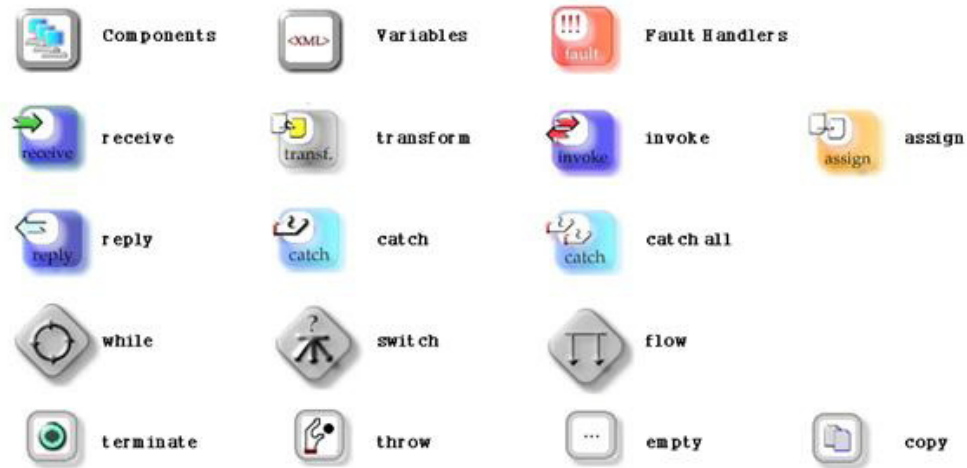 Components
<XML>
Variables
!!!
fault
Fault Handlers
receive
receive
transf.
transform
invoke
invoke
assign
assign
reply
reply
catch
catch
catch
catch all
while
?
switch
flow
terminate
throw
...
empty
copy